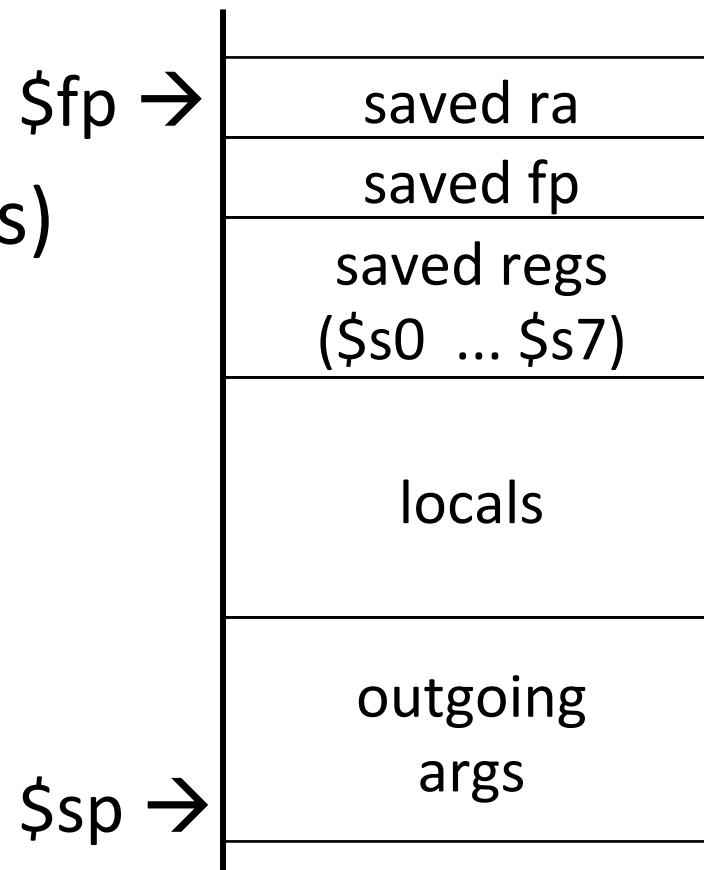 $fp → saved ra
saved fp
s)
saved regs
($s0 ... $s7)
locals
outgoing
args
$sp →